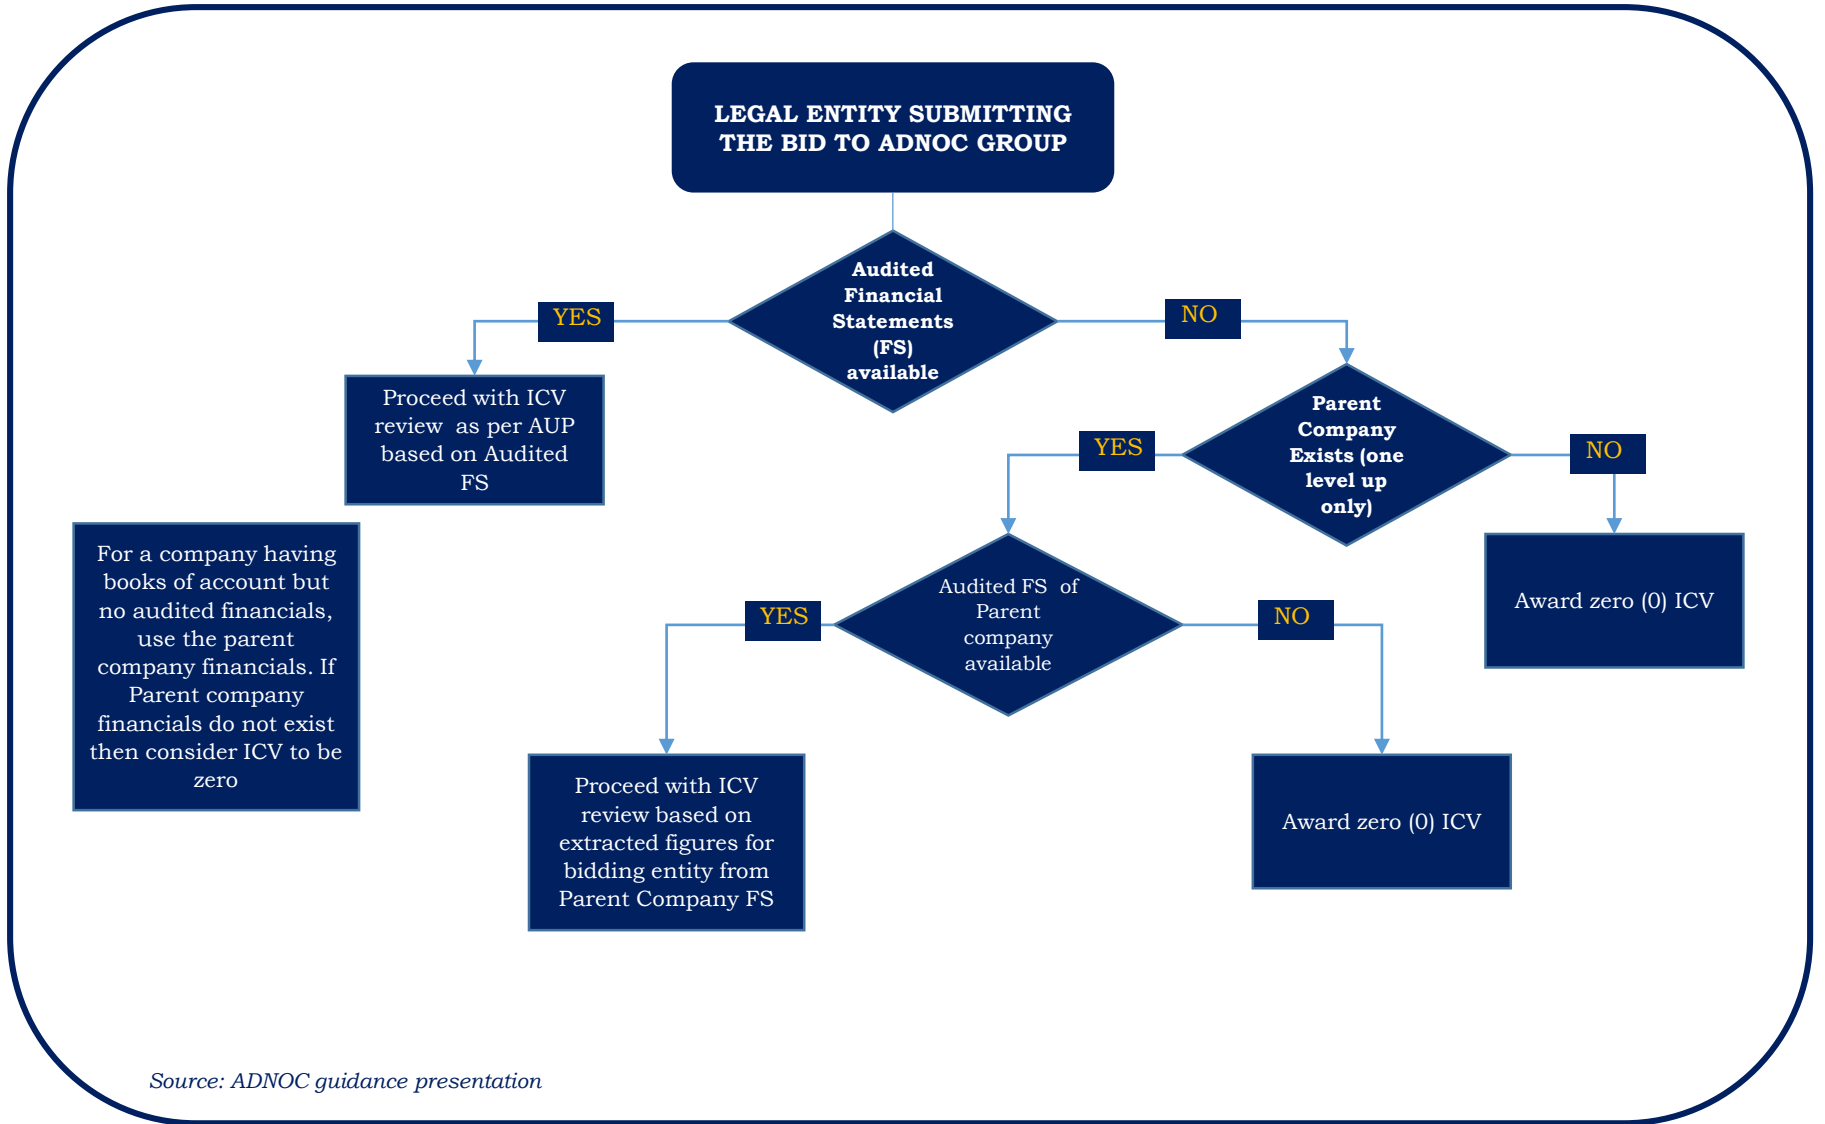 LEGAL ENTITY SUBMITTING
THE BID TO ADNOC GROUP
Audited
Financial
Statements
(FS)
available
YES
NO
Proceed with ICV
review as per AUP
based on Audited
FS
Parent
Company
Exists (one
level up
only)
YES
NO
For a company having
books of account but
no audited financials,
use the parent
company financials. If
Parent company
financials do not exist
then consider ICV to be
zero
Audited FS of
Parent
company
available
Award zero (0) ICV
YES
NO
Proceed with ICV
review based on
extracted figures for
bidding entity from
Parent Company FS
Award zero (0) ICV
Source: ADNOC guidance presentation